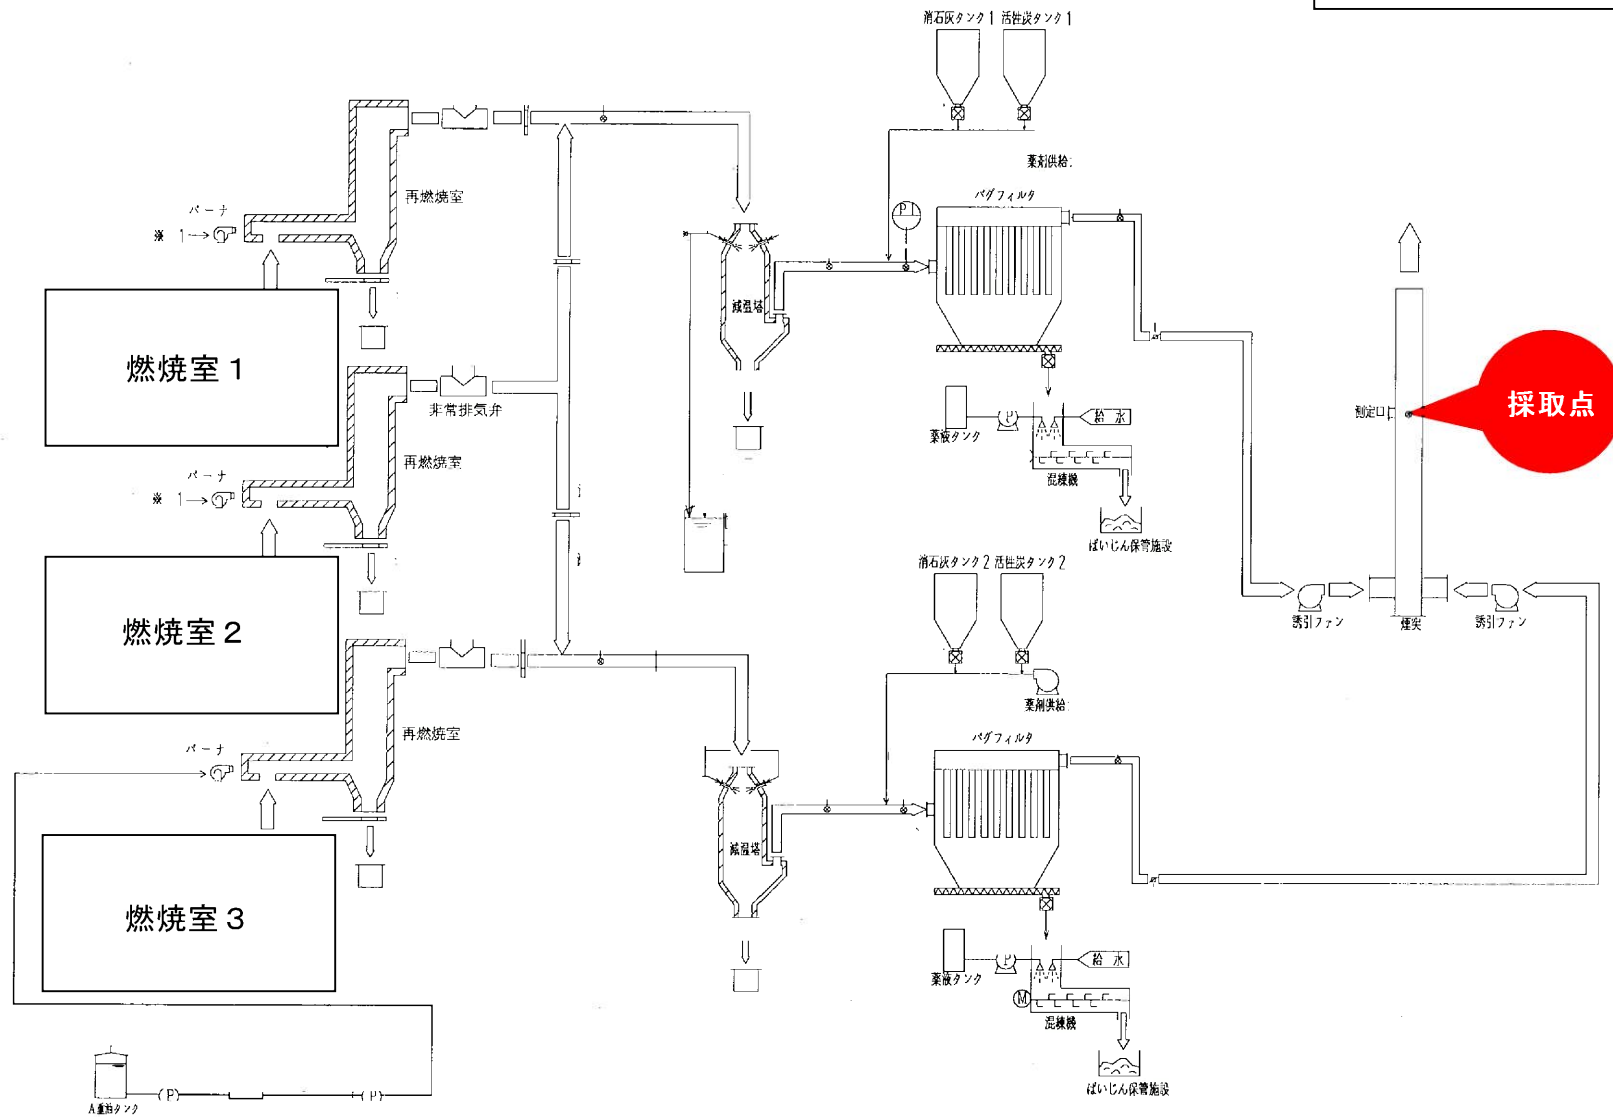 消石灰タンク1 活性炭タンク1
薬剤供給
バグフィルタ
P
再燃焼室
バーナ
※ 1
減温塔
燃焼室1
非常排気弁
薬液タンク
P
給水
混練機
ばいじん保管施設
測定口
採取点
再燃焼室
バーナ
※ 1
燃焼室2
消石灰タンク2 活性炭タンク2
薬剤供給
誘引ファン
煙突
誘引ファン
再燃焼室
バーナ
バグフィルタ
減温塔
燃焼室3
薬液タンク
P
給水
M
混練機
ばいじん保管施設
A重油タンク
P
P